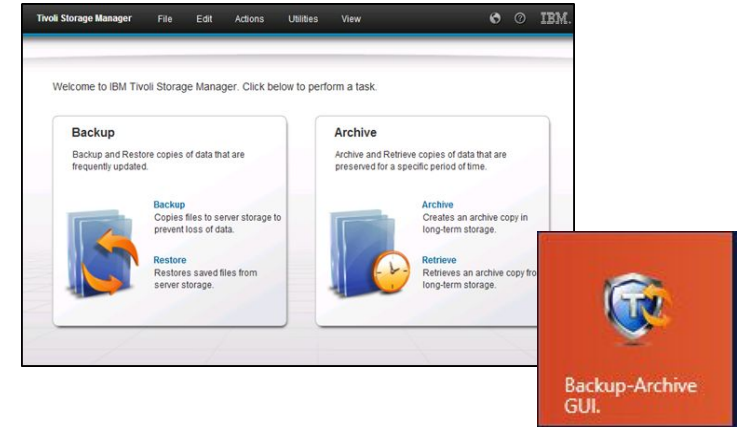 Tivoli Storage Manager File Edit Actions Utilities View IBM.
Welcome to IBM Tivoli Storage Manager. Click below to perform a task.
Backup
Backup and Restore copies of data that are
frequently updated.
Backup
Copies files to server storage to
prevent loss of data.
Restore
Restores saved files from
server storage.
Archive
Archive and Retrieve copies of data that are
preserved for a specific period of time.
Archive
Creates an archive copy in
long-term storage.
Retrieve
Retrieves an archive copy fro
long-term storage.
T
Backup-Archive
GUI.